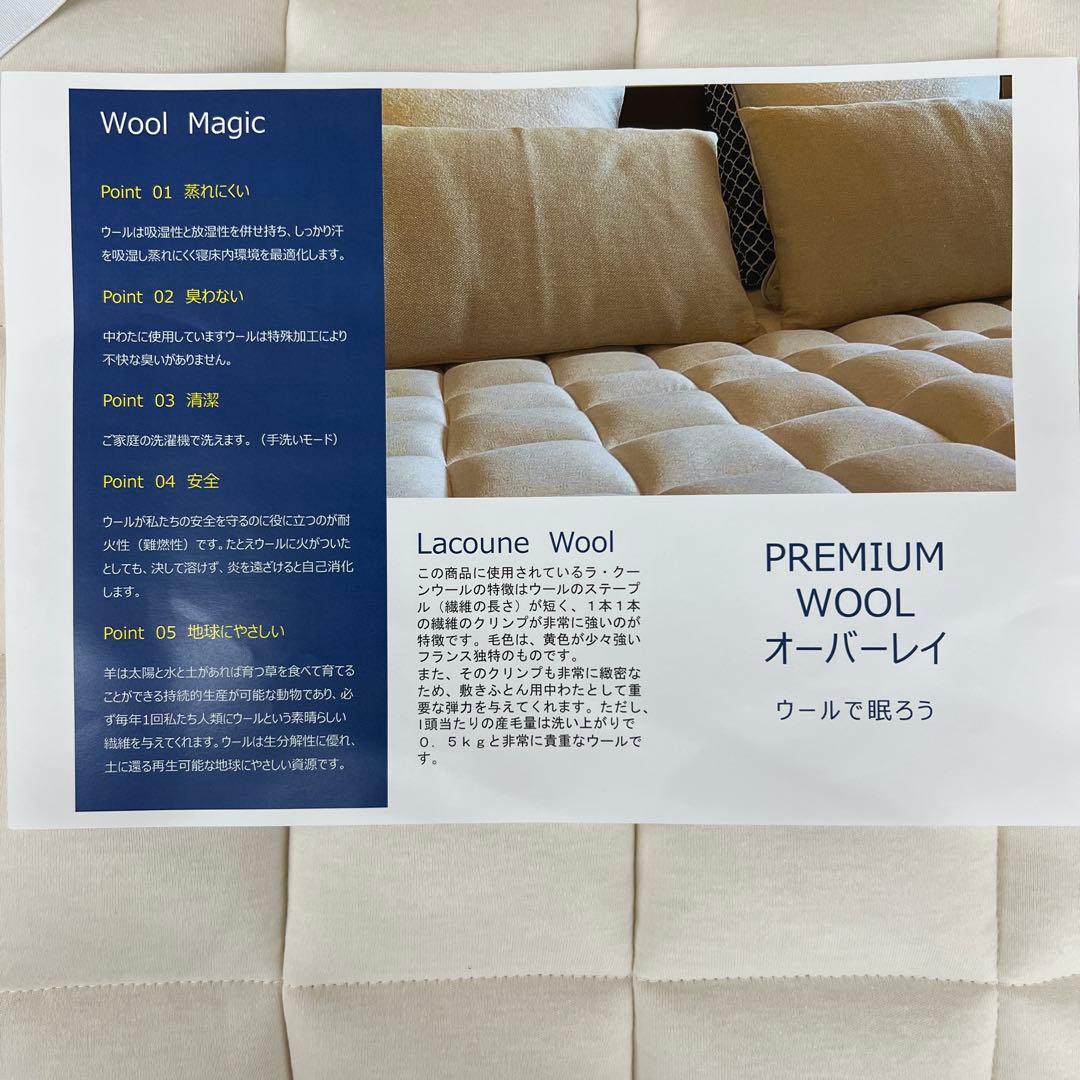 Wool Magic
Point 01 蒸れにくい
ウールは吸湿性と放湿性を併せ持ち、しっかり汗
を吸湿し蒸れにくく寝床内環境を最適化します。
Point 02 臭わない
中わたに使用していますウールは特殊加工により
不快な臭いがありません。
Point 03 清潔
ご家庭の洗濯機で洗えます。（手洗いモード）
Point 04 安全
ウールが私たちの安全を守るのに役に立つのが耐
火性（難燃性）です。たとえウールに火がついた
としても、決して溶けず、炎を遠ざけると自己消化
します。
Point 05 地球にやさしい
羊は太陽と水と土があれば育つ草を食べて育てる
ことができる持続的生産が可能な動物であり、必
ず毎年1回私たち人類にウールという素晴らしい
繊維を与えてくれます。ウールは生分解性に優れ、
土に還る再生可能な地球にやさしい資源です。
Lacoune Wool
この商品に使用されているラ・クー
ンウールの特徴はウールのステープ
ル（繊維の長さ）が短く、１本１本
の繊維のクリンプが非常に強いのが
特徴です。毛色は、黄色が少々強い
フランス独特のものです。
また、そのクリンプも非常に緻密な
ため、敷きふとん用中わたとして重
要な弾力を与えてくれます。ただし、
l頭当たりの産毛量は洗い上がりで
０．５ｋｇと非常に貴重なウールで
す。
PREMIUM
WOOL
オーバーレイ
ウールで眠ろう